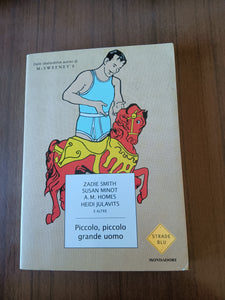 Dalle leggendarie autrici di
McSWEENEY'S
ZADIE SMITH
SUSAN MINOT
A.M. HOMES
HEIDI JULAVITS
E ALTRE
Piccolo, piccolo
grande uomo
STRADE
BLU
MONDADORI